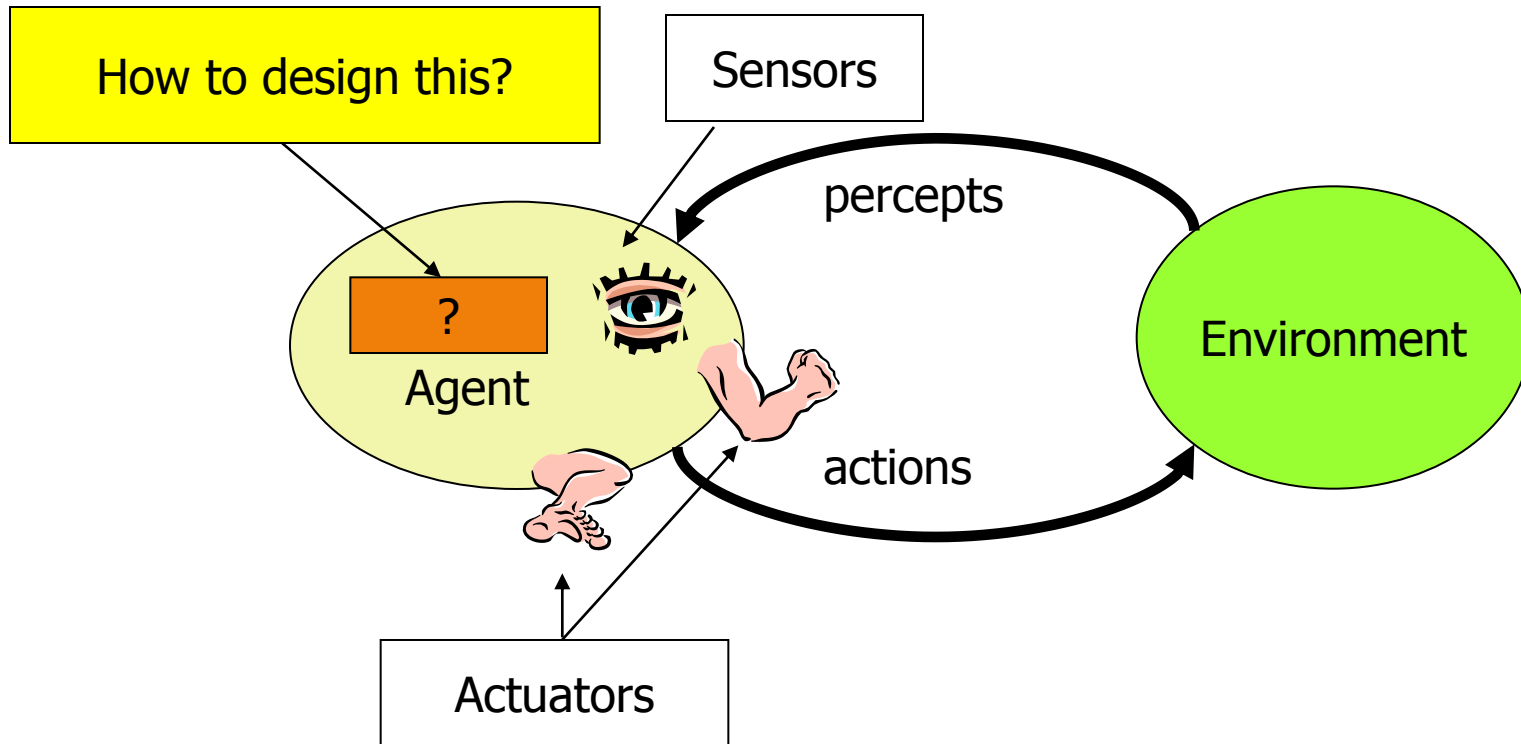 How to design this?
Sensors
percepts
?
Agent
Environment
actions
Actuators